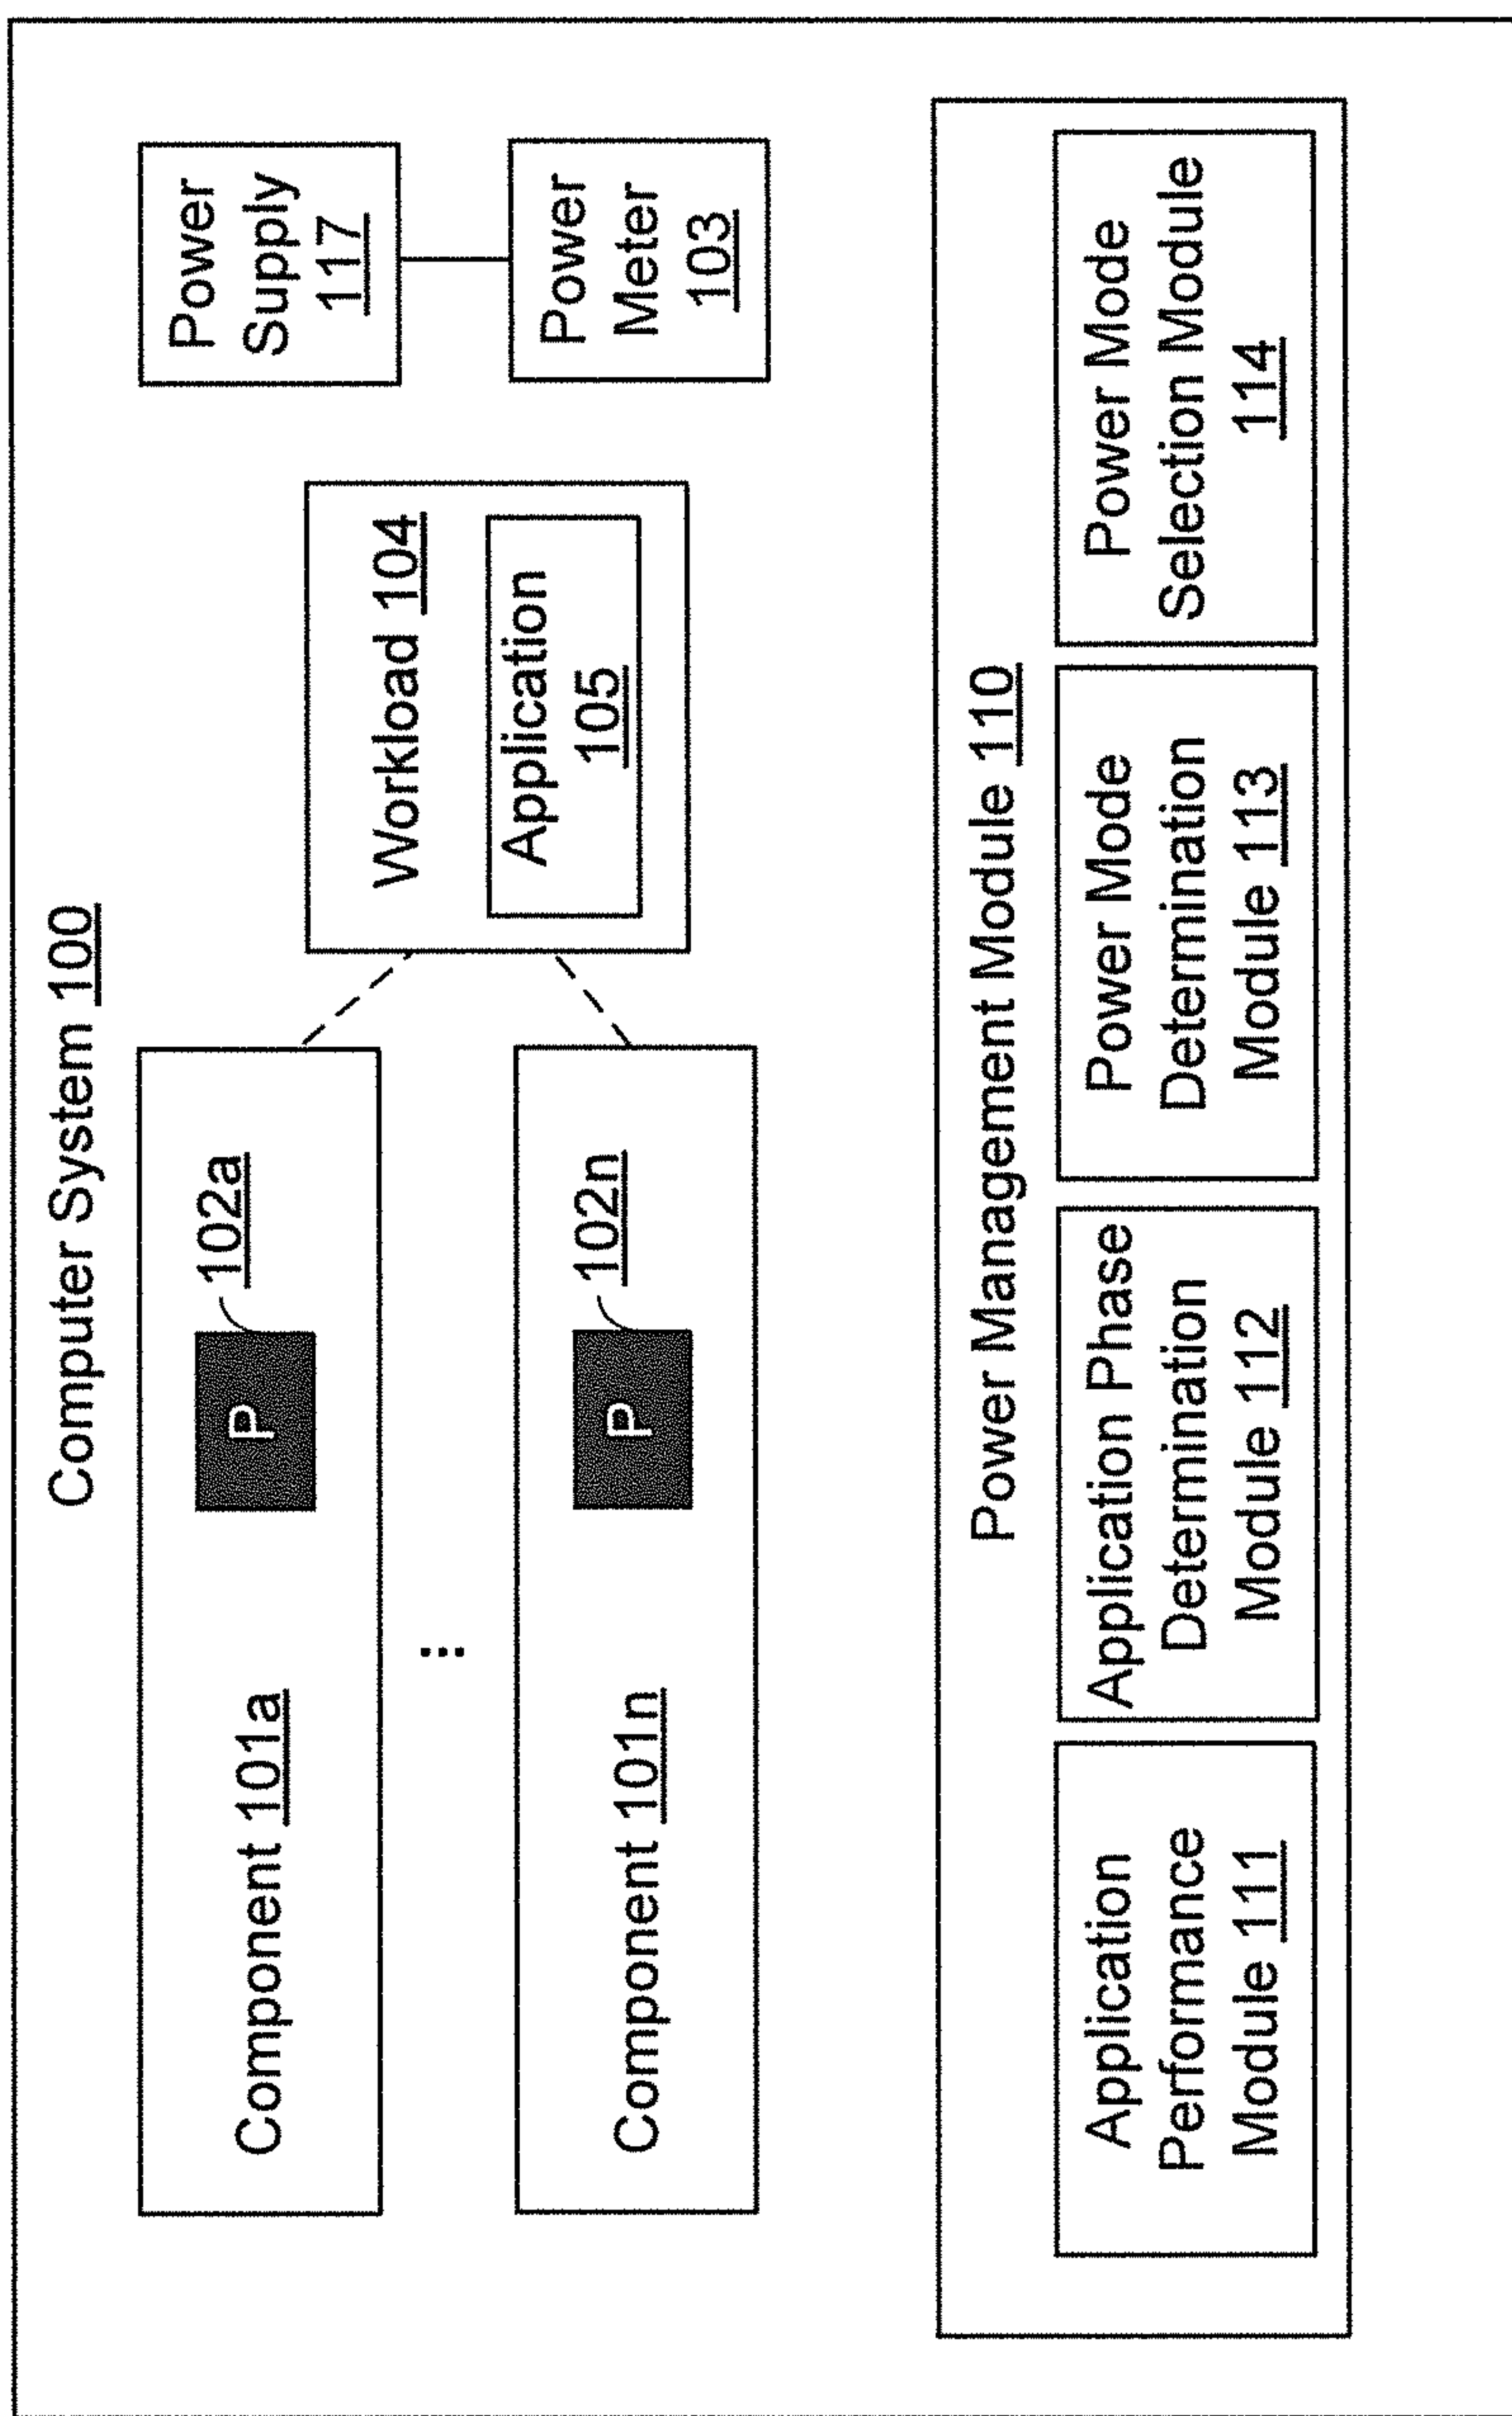 Computer System 100
Component 101a
P
102a
...
Component 101n
P
102n
Workload 104
Application
105
Power
Supply
117
Power
Meter
103
Power Management Module 110
Application
Performance
Module 111
Application Phase
Determination
Module 112
Power Mode
Determination
Module 113
Power Mode
Selection Module
114